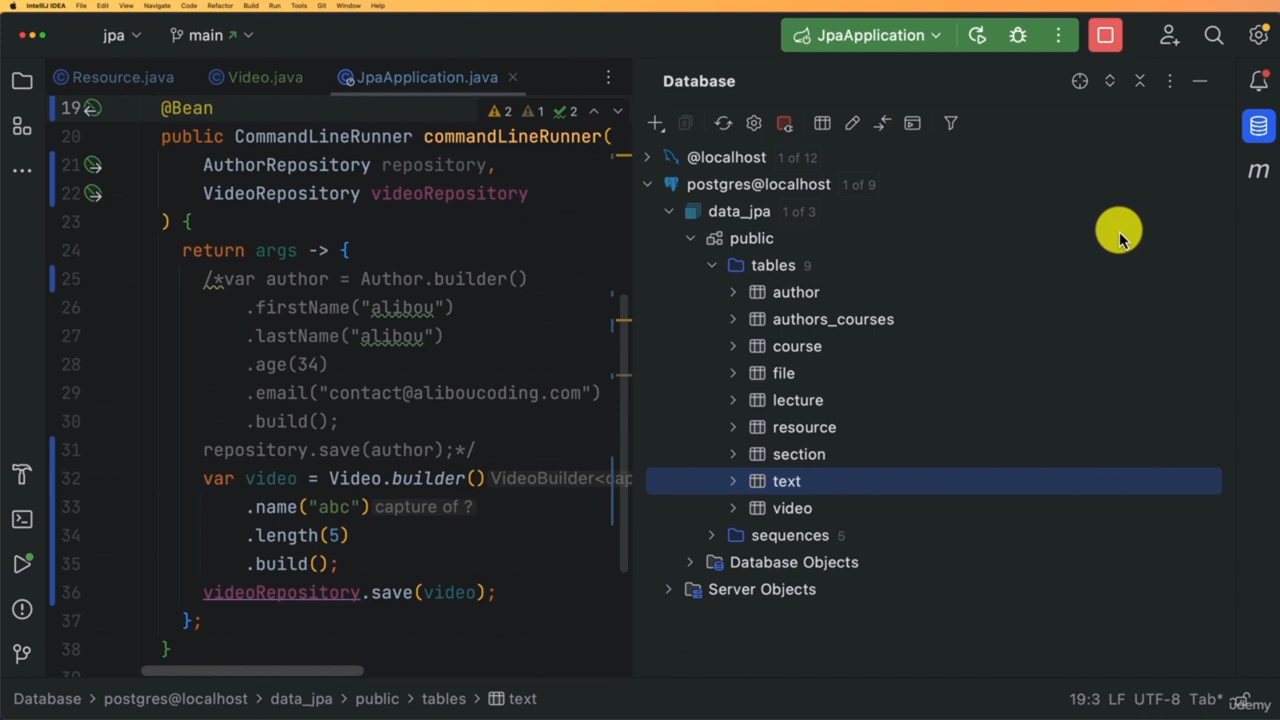 IntelliJ IDEA File Edit View Navigate Code Refactor Build Run Tools Git Window Help
jpa main JpaApplication
Resource.java Video.java JpaApplication.java
19 @Bean
2 1 2
20 public CommandLineRunner commandLineRunner(
21 AuthorRepository repository,
22 VideoRepository videoRepository
23 ) {
24 return args -> {
25 /*var author = Author.builder()
26 .firstName("alibou")
27 .lastName("alibou")
28 .age(34)
29 .email("contact@aliboucoding.com")
30 .build();
31 repository.save(author);*/
32 var video = Video.builder() VideoBuilder<cap
33 .name("abc") capture of ?
34 .length(5)
35 .build();
36 videoRepository.save(video);
37 };
38 }
Database
@localhost 1 of 12
postgres@localhost 1 of 9
data_jpa 1 of 3
public
tables 9
author
authors_courses
course
file
lecture
resource
section
text
video
sequences 5
Database Objects
Server Objects
m
Database > postgres@localhost > data_jpa > public > tables > text
19:3 LF UTF-8 Tab*
udemy